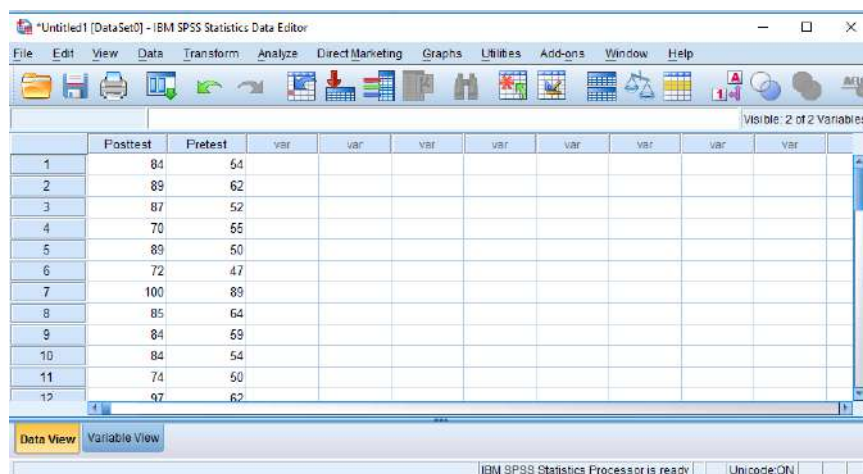 *Untitled1 [DataSet0] - IBM SPSS Statistics Data Editor
File Edit View Data Transform Analyze Direct Marketing Graphs Utilities Add-ons Window Help
Visible: 2 of 2 Variables
Posttest Pretest var var var var var var var var
1 84 54
2 89 62
3 87 52
4 70 55
5 89 50
6 72 47
7 100 89
8 85 64
9 84 59
10 84 54
11 74 50
12 97 62
Data View Variable View
IBM SPSS Statistics Processor is ready Unicode:ON